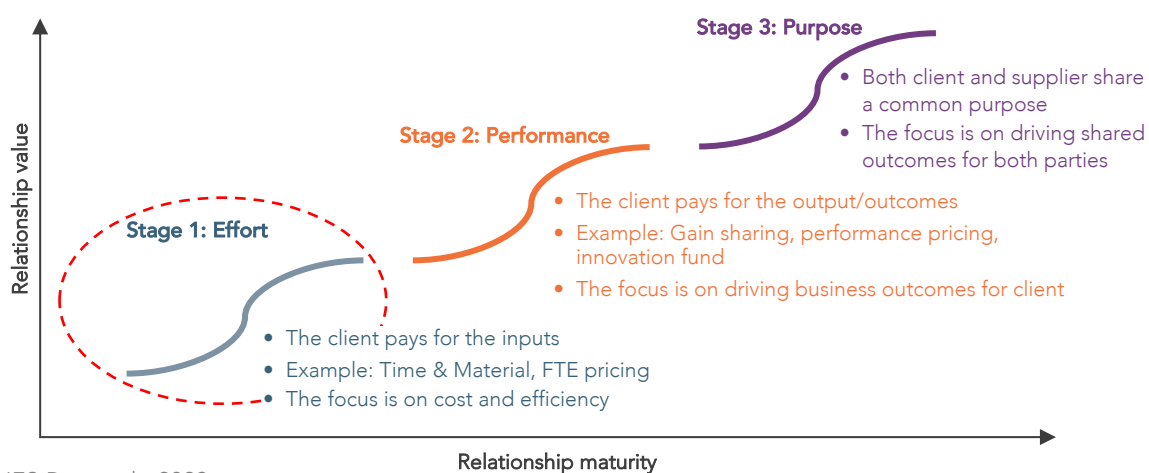 Stage 3: Purpose
• Both client and supplier share
a common purpose
• The focus is on driving shared
outcomes for both parties
Stage 2: Performance
• The client pays for the output/outcomes
• Example: Gain sharing, performance pricing,
innovation fund
• The focus is on driving business outcomes for client
Stage 1: Effort
• The client pays for the inputs
• Example: Time & Material, FTE pricing
• The focus is on cost and efficiency
Relationship value
Relationship maturity